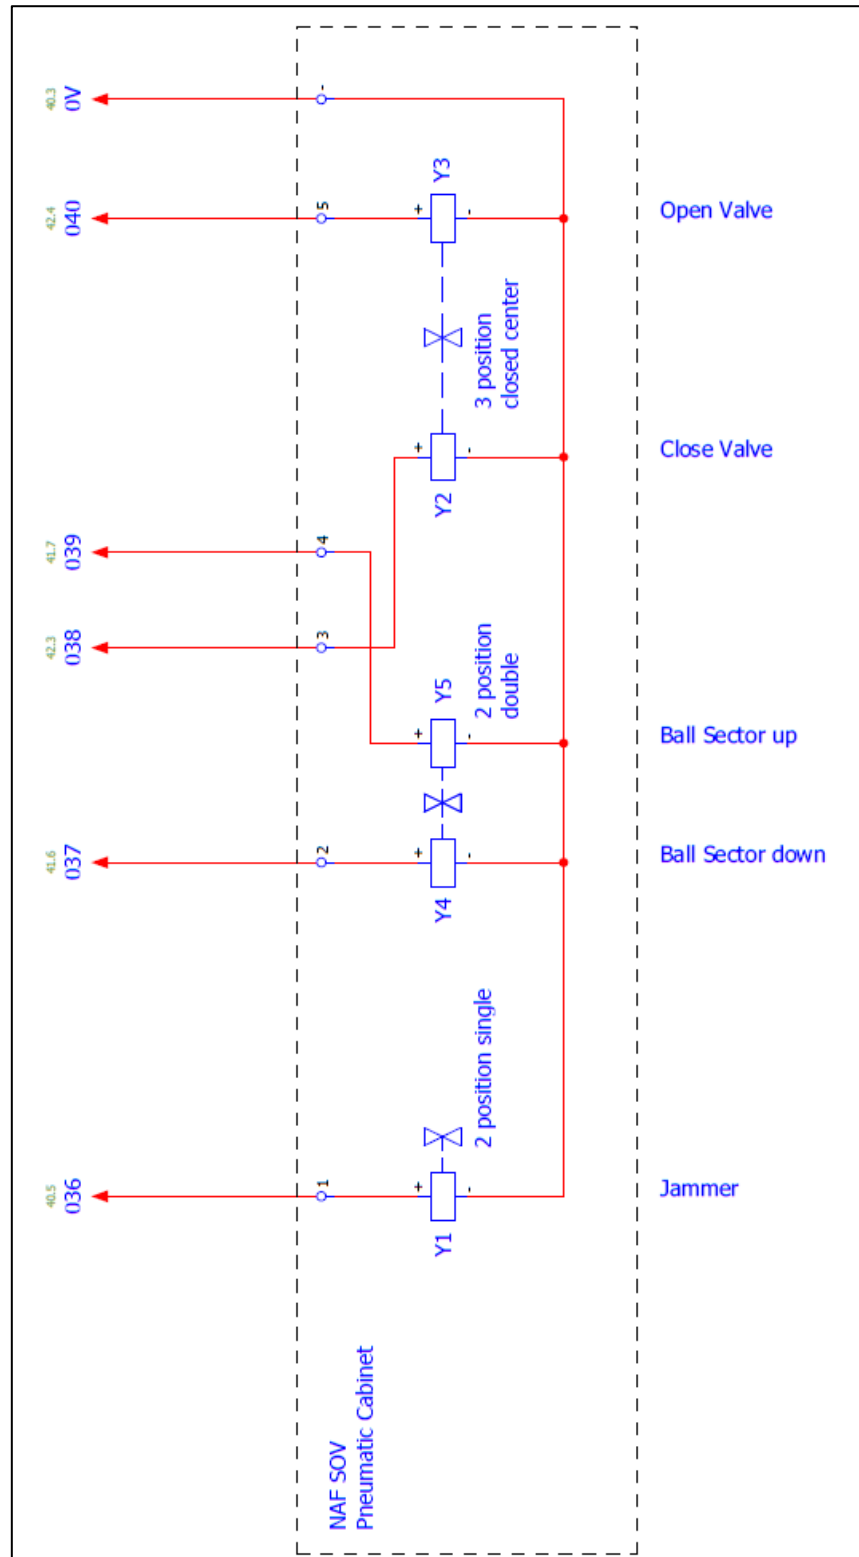 40.3
0V
-
42.4
040
5
+
-
Y3
Open Valve
3 position
closed center
+
-
Y2
Close Valve
41.7
039
4
42.3
038
3
2 position
double
+
-
Y5
Ball Sector up
41.6
037
2
+
-
Y4
Ball Sector down
2 position single
40.5
036
1
+
-
Y1
Jammer
NAF SOV
Pneumatic Cabinet